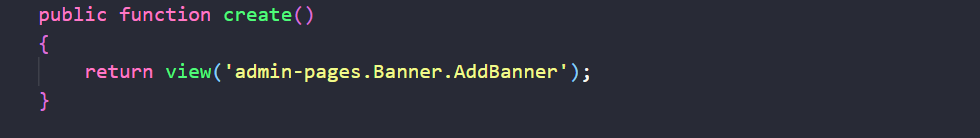 public function create()
{
return view('admin-pages.Banner.AddBanner');
}